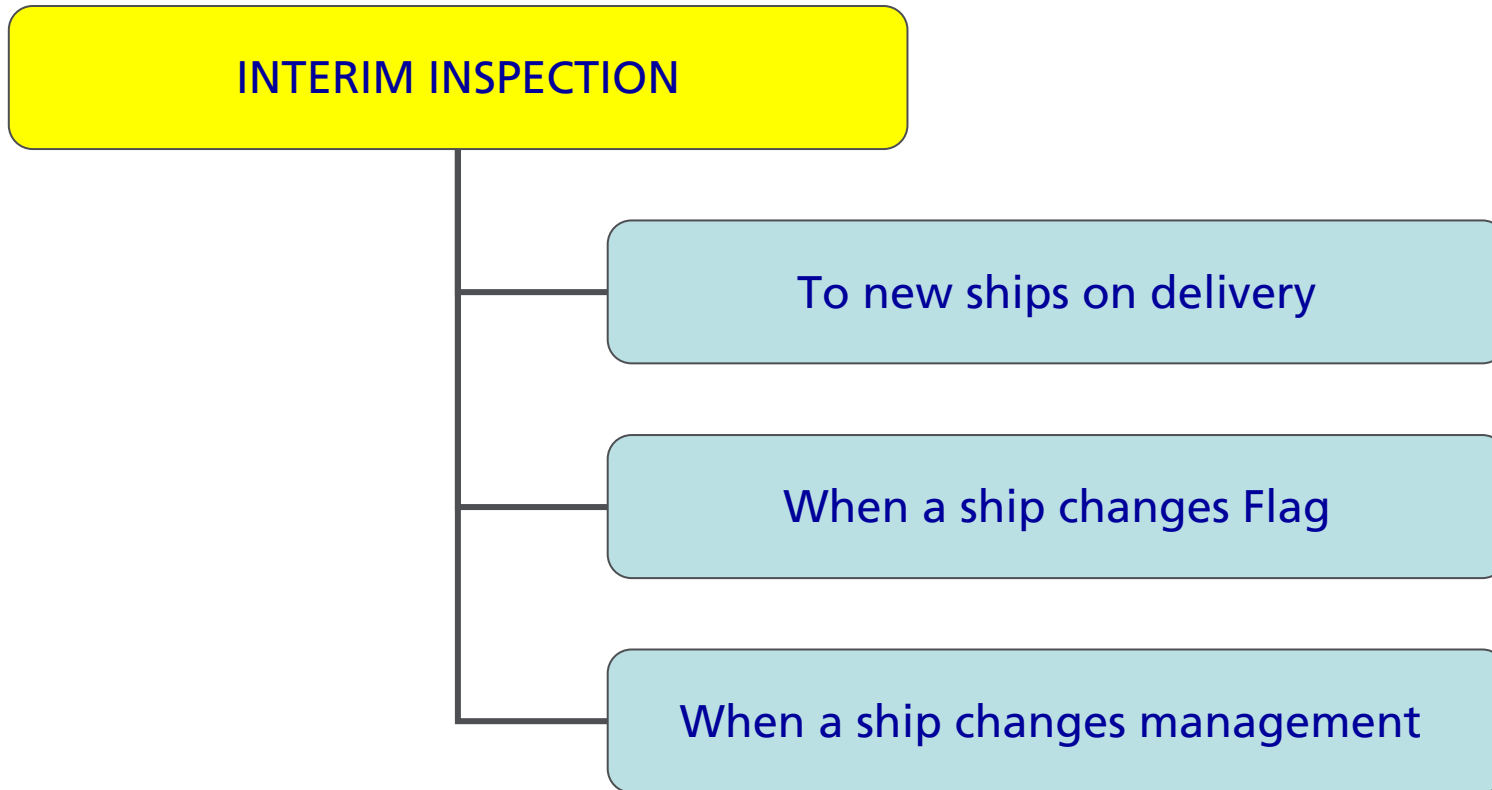 INTERIM INSPECTION
To new ships on delivery
When a ship changes Flag
When a ship changes management